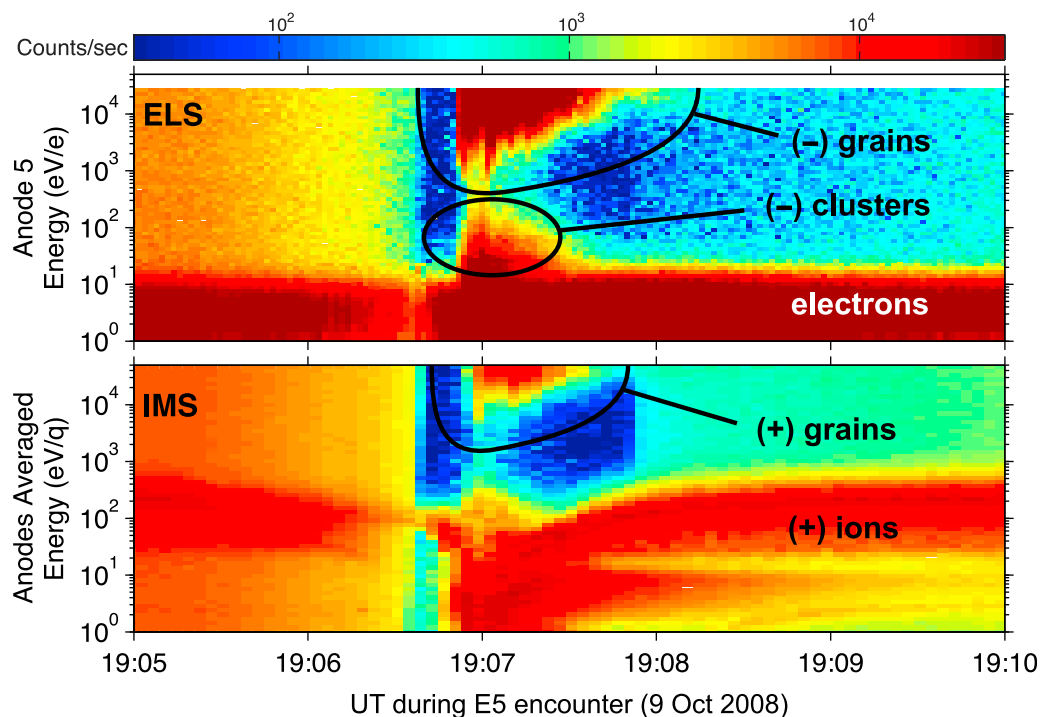 10² 10³ 10⁴
Counts/sec
ELS
10⁴
10³
10²
10¹
10⁰
Anode 5
Energy (eV/e)
(–) grains
(–) clusters
electrons
IMS
10⁴
10³
10²
10¹
10⁰
Anodes Averaged
Energy (eV/q)
(+) grains
(+) ions
19:05 19:06 19:07 19:08 19:09 19:10
UT during E5 encounter (9 Oct 2008)